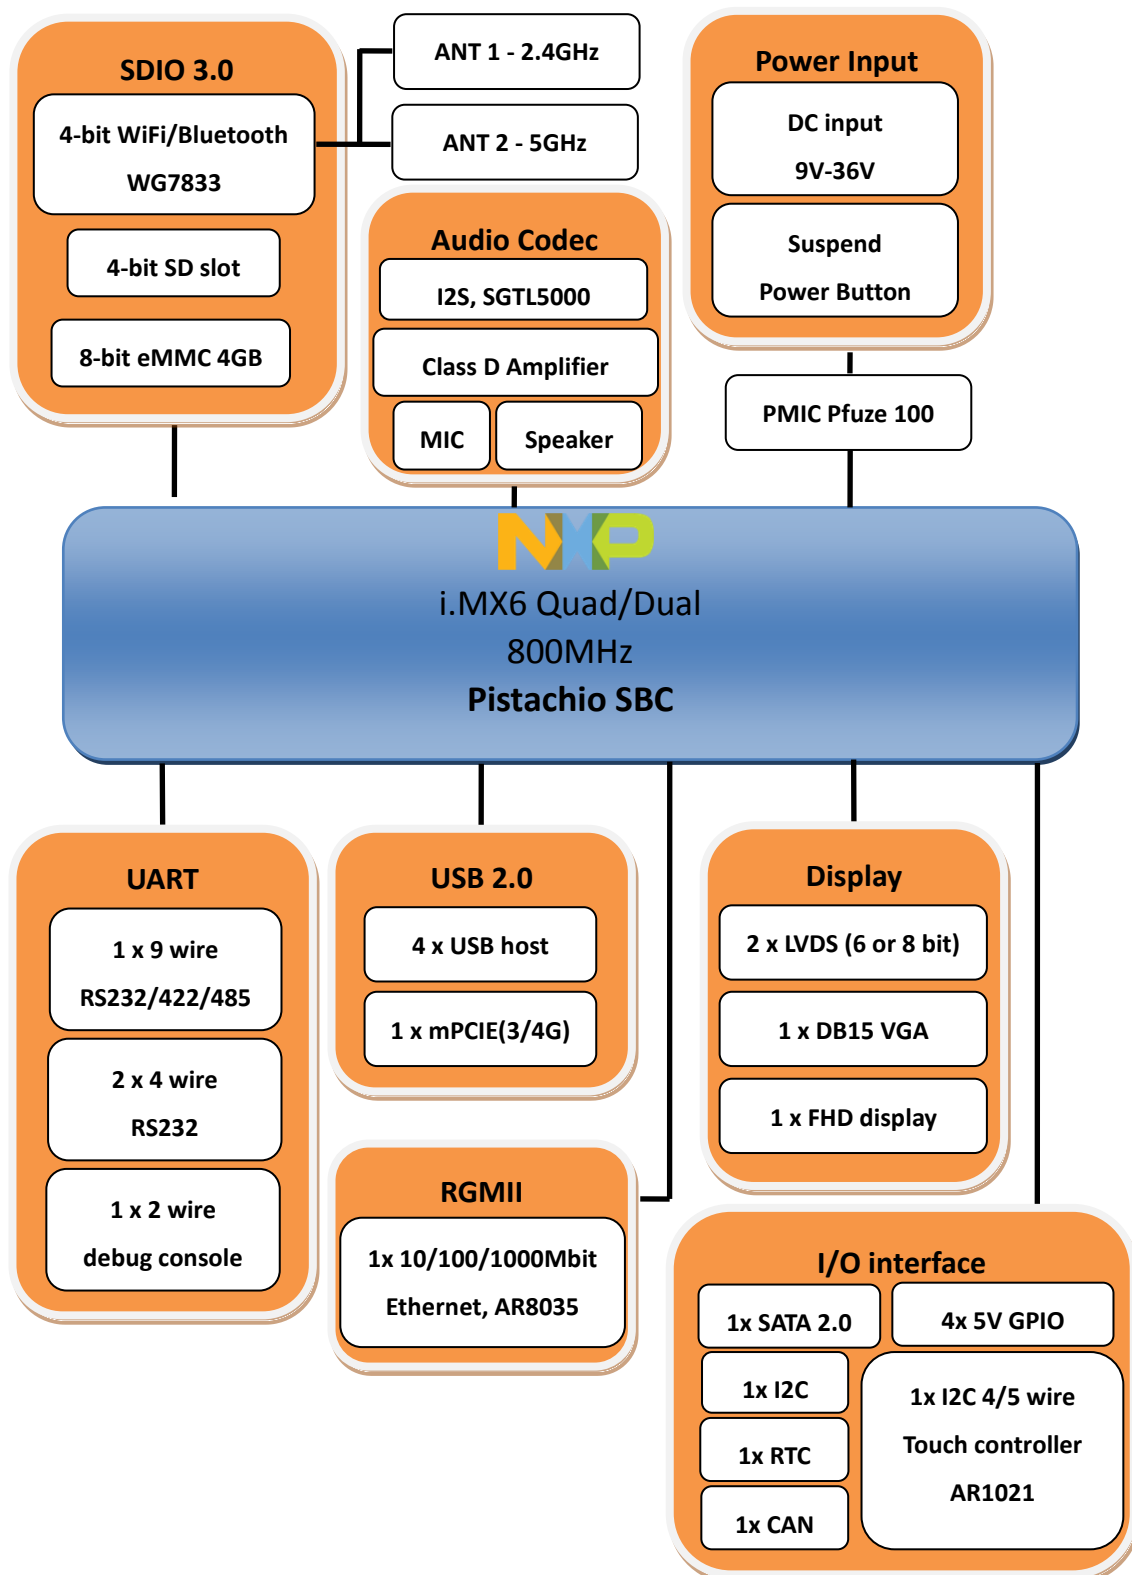 SDIO 3.0
4-bit WiFi/Bluetooth
WG7833
4-bit SD slot
8-bit eMMC 4GB
ANT 1 - 2.4GHz
ANT 2 - 5GHz
Audio Codec
I2S, SGTL5000
Class D Amplifier
MIC
Speaker
Power Input
DC input
9V-36V
Suspend
Power Button
PMIC Pfuze 100
NXP
i.MX6 Quad/Dual
800MHz
Pistachio SBC
UART
1 x 9 wire
RS232/422/485
2 x 4 wire
RS232
1 x 2 wire
debug console
USB 2.0
4 x USB host
1 x mPCIE(3/4G)
RGMII
1x 10/100/1000Mbit
Ethernet, AR8035
Display
2 x LVDS (6 or 8 bit)
1 x DB15 VGA
1 x FHD display
I/O interface
1x SATA 2.0
4x 5V GPIO
1x I2C
1x RTC
1x CAN
1x I2C 4/5 wire
Touch controller
AR1021